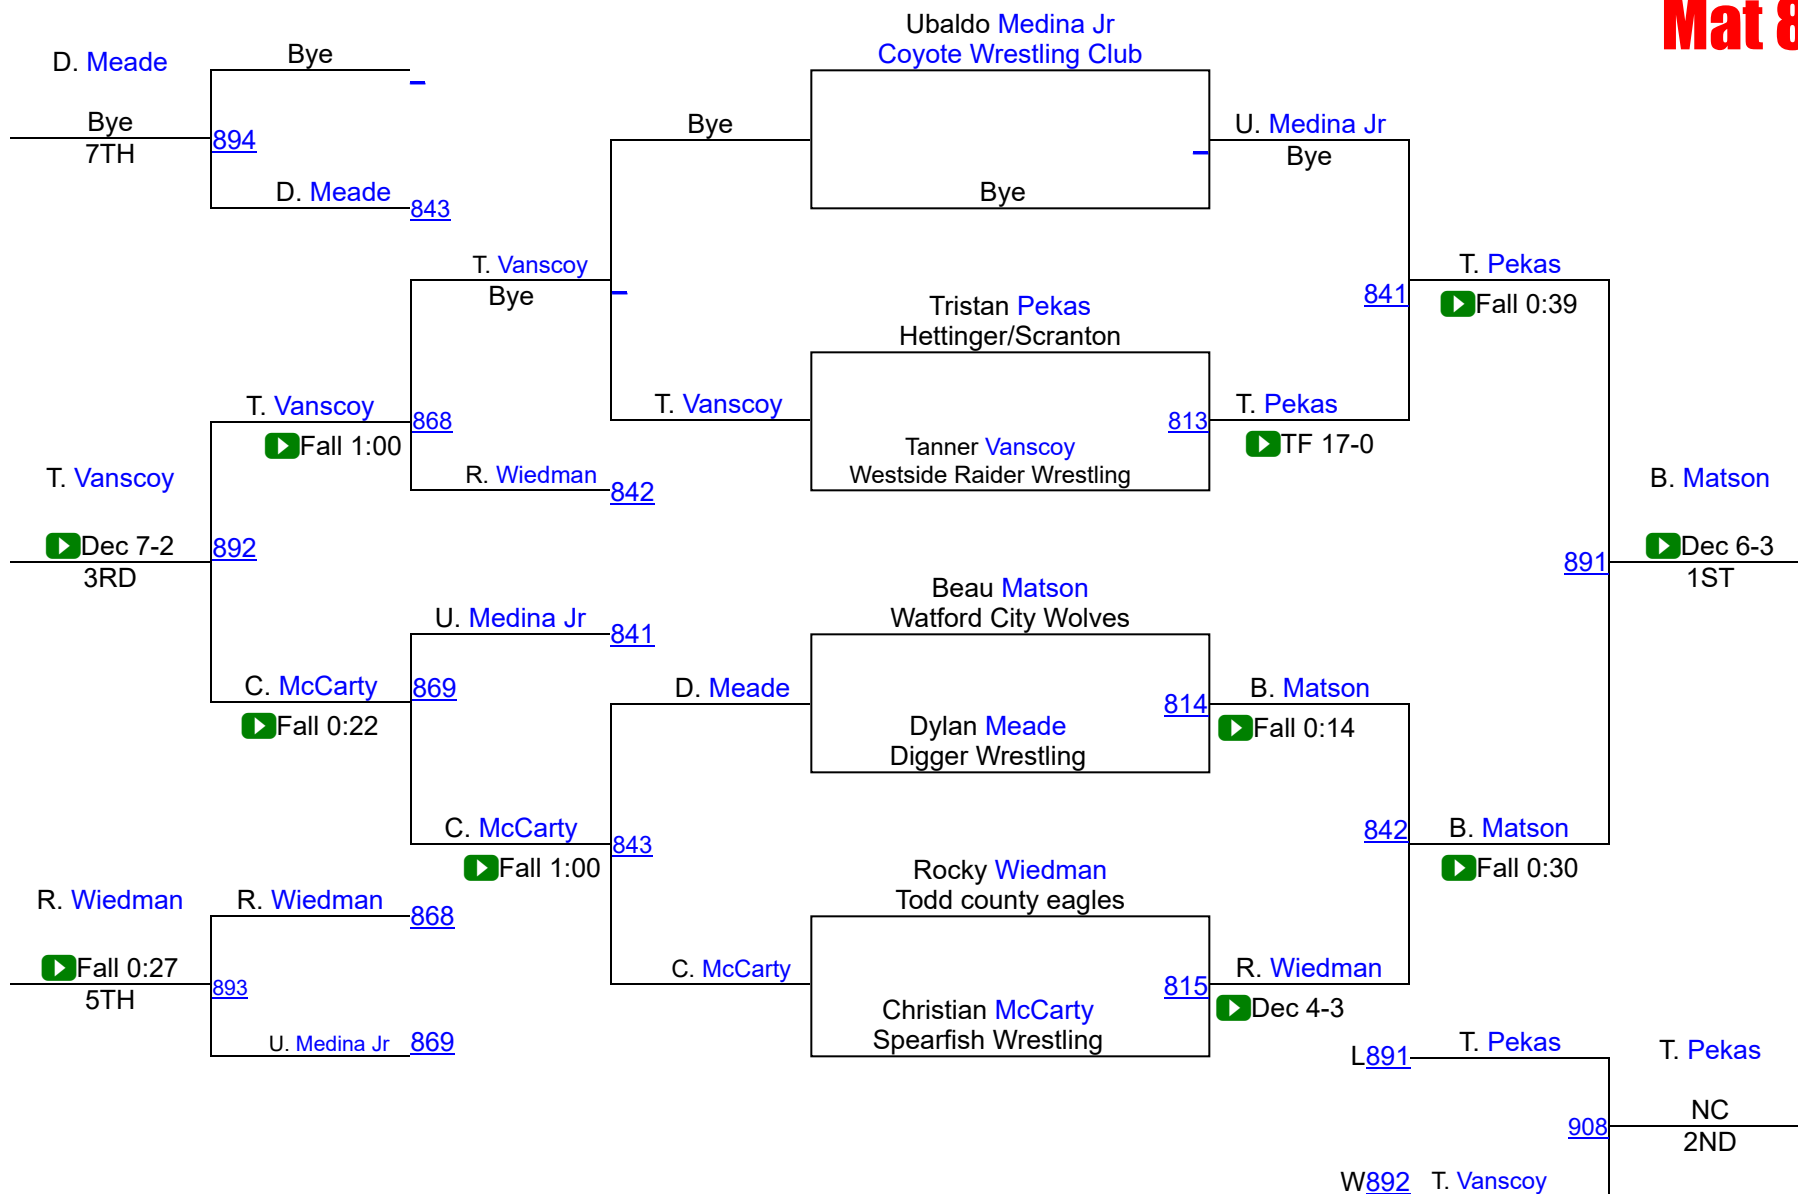 Mat 8
Ubaldo Medina Jr
Coyote Wrestling Club
D. Meade
Bye
Bye
7TH
894
D. Meade
843
Bye
Bye
U. Medina Jr
Bye
T. Vanscoy
Bye
Tristan Pekas
Hettinger/Scranton
841
T. Pekas
Fall 0:39
T. Vanscoy
Fall 1:00
868
T. Vanscoy
Tanner Vanscoy
Westside Raider Wrestling
813
T. Pekas
TF 17-0
R. Wiedman
842
T. Vanscoy
Dec 7-2
3RD
892
B. Matson
Dec 6-3
1ST
891
Beau Matson
Watford City Wolves
U. Medina Jr
841
C. McCarty
Fall 0:22
869
D. Meade
Dylan Meade
Digger Wrestling
814
B. Matson
Fall 0:14
C. McCarty
Fall 1:00
843
842
B. Matson
Fall 0:30
Rocky Wiedman
Todd county eagles
R. Wiedman
R. Wiedman
868
Fall 0:27
5TH
893
U. Medina Jr
869
C. McCarty
Christian McCarty
Spearfish Wrestling
815
R. Wiedman
Dec 4-3
L891
T. Pekas
T. Pekas
NC
2ND
908
W892
T. Vanscoy